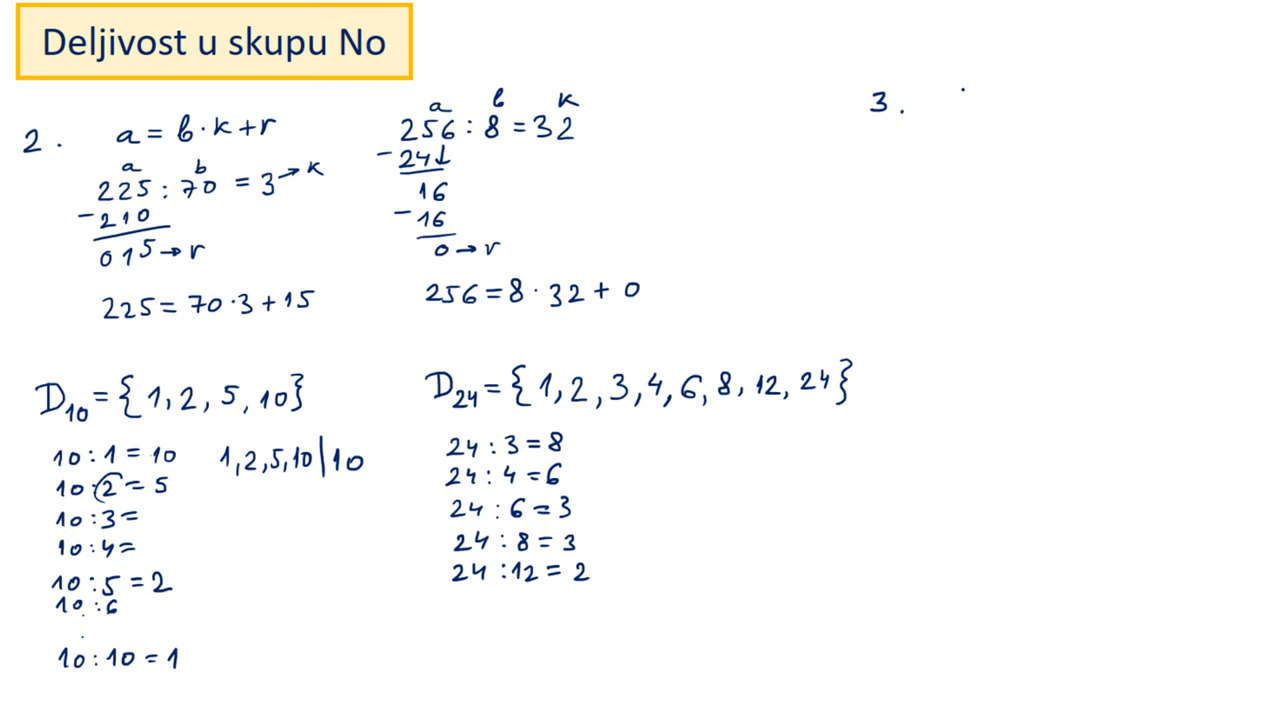 Deljivost u skupu No
2. a = b · k + r
a b
225 : 70 = 3 → k
- 210
015 → r
225 = 70 · 3 + 15
a b k
256 : 8 = 32
- 24↓
16
- 16
0 → r
256 = 8 · 32 + 0
D₁₀ = { 1, 2, 5, 10}
10 : 1 = 10
10 : 2 = 5
10 : 3 =
10 : 4 =
10 : 5 = 2
10 : 6
⋮
10 : 10 = 1
1, 2, 5, 10 | 10
D₂₄ = { 1, 2, 3, 4, 6, 8, 12, 24}
24 : 3 = 8
24 : 4 = 6
24 : 6 = 3
24 : 8 = 3
24 : 12 = 2
3.